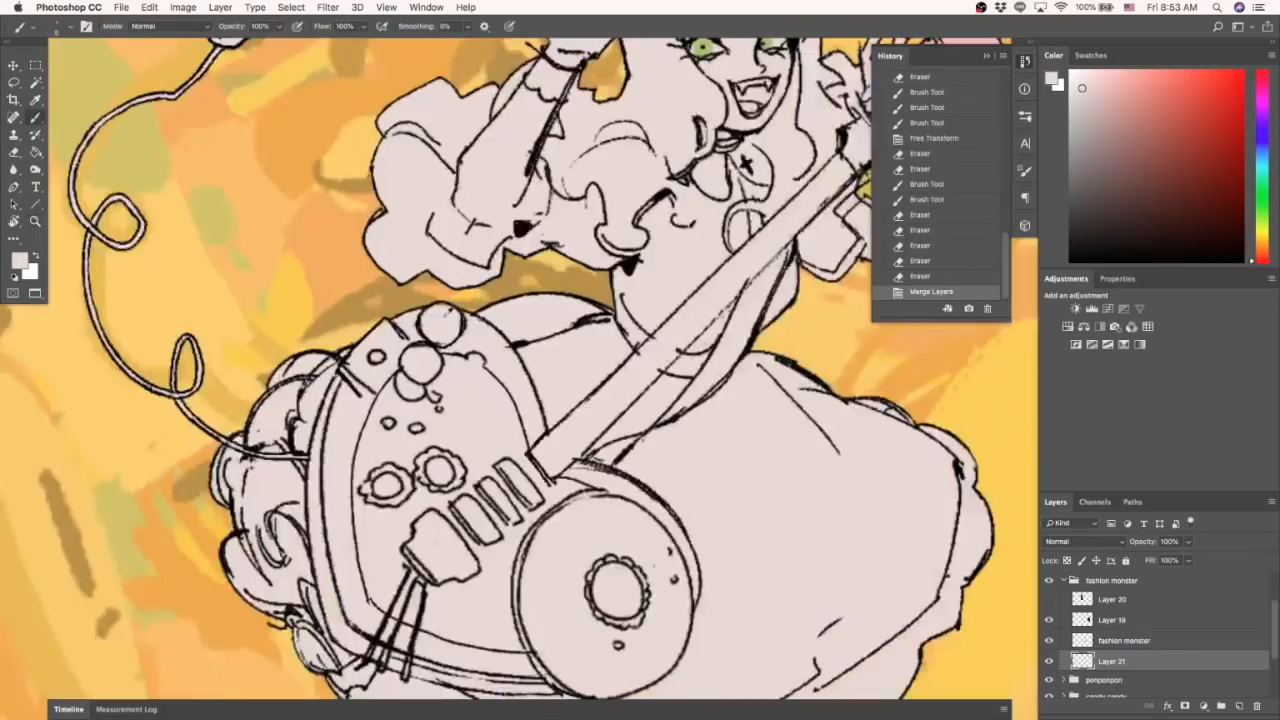 Photoshop CC File Edit Image Layer Type Select Filter 3D View Window Help 100% Fri 8:53 AM
Mode: Normal Opacity: 100% Flow: 100% Smoothing: 0%
History
Eraser
Brush Tool
Brush Tool
Brush Tool
Free Transform
Eraser
Eraser
Brush Tool
Brush Tool
Eraser
Eraser
Eraser
Eraser
Eraser
Merge Layers
Color Swatches
Adjustments Properties
Add an adjustment
Layers Channels Paths
Kind
Normal Opacity: 100%
Lock: Fill: 100%
fashion monster
Layer 20
Layer 19
fashion monster
Layer 21
penponpon
candy candy
Timeline Measurement Log